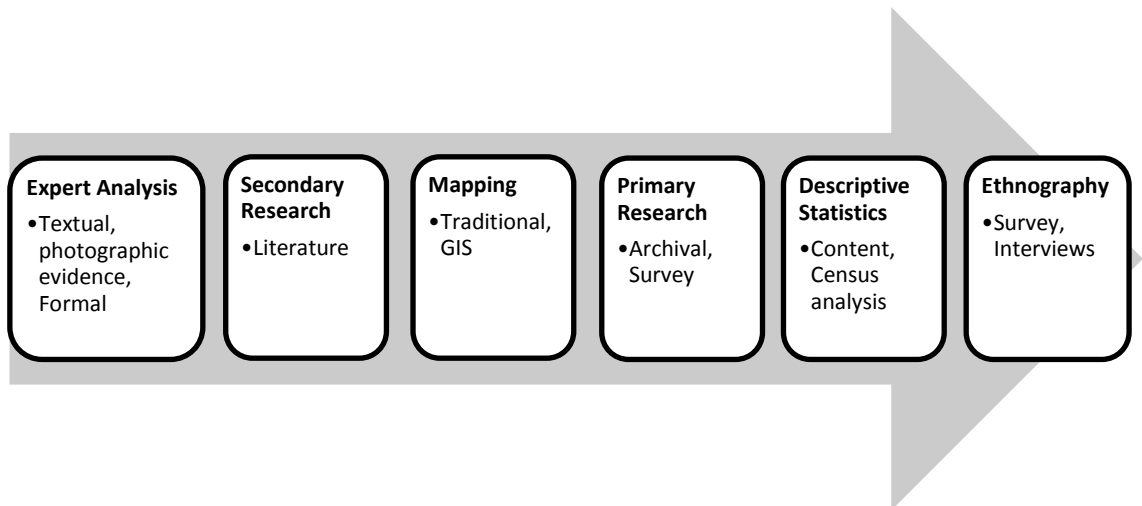 Expert Analysis
•Textual,
photographic
evidence,
Formal
Secondary
Research
•Literature
Mapping
•Traditional,
GIS
Primary
Research
•Archival,
Survey
Descriptive
Statistics
•Content,
Census
analysis
Ethnography
•Survey,
Interviews